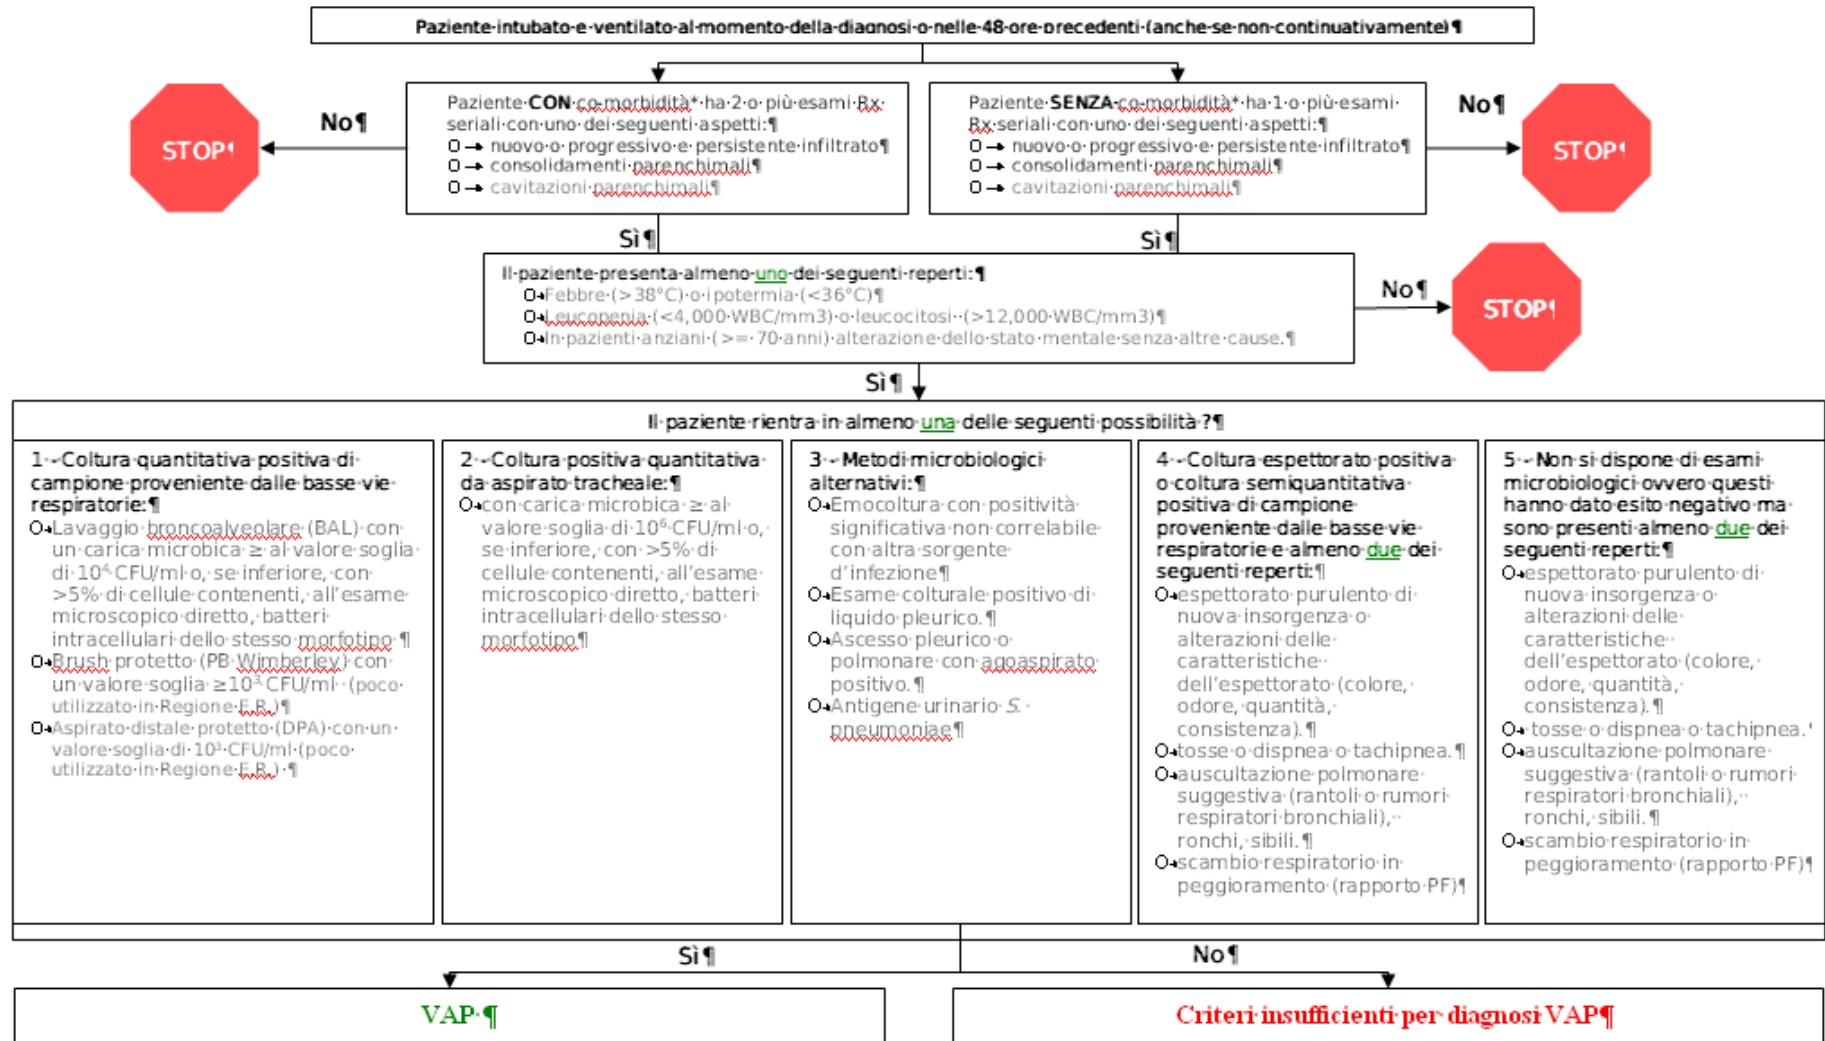 Paziente intubato e ventilato al momento della diagnosi o nelle 48 ore precedenti (anche se non continuativamente)¶
Paziente CON co-morbidità* ha 2 o più esami Rx
seriali con uno dei seguenti aspetti:¶
O→ nuovo o progressivo e persistente infiltrato¶
O→ consolidamenti parenchimali¶
O→ cavitazioni parenchimali¶
Paziente SENZA co-morbidità* ha 1 o più esami
Rx seriali con uno dei seguenti aspetti:¶
O→ nuovo o progressivo e persistente infiltrato¶
O→ consolidamenti parenchimali¶
O→ cavitazioni parenchimali¶
No¶
STOP¶
No¶
STOP¶
Sì¶
Sì¶
Il paziente presenta almeno uno dei seguenti reperti:¶
O→Febbre (>38°C) o ipotermia (<36°C)¶
O→Leucopenia (<4,000 WBC/mm3) o leucocitosi (>12,000 WBC/mm3)¶
O→In pazienti anziani (>= 70 anni) alterazione dello stato mentale senza altre cause.¶
No¶
STOP¶
Sì¶
Il paziente rientra in almeno una delle seguenti possibilità ?¶
1 - Coltura quantitativa positiva di
campione proveniente dalle basse vie
respiratorie:¶
O→Lavaggio broncoalveolare (BAL) con
un carica microbica ≥ al valore soglia
di 10⁴ CFU/ml o, se inferiore, con
>5% di cellule contenenti, all’esame
microscopico diretto, batteri
intracellulari dello stesso morfotipo ¶
O→Brush protetto (PB Wimberley) con
un valore soglia ≥10³ CFU/ml (poco
utilizzato in Regione E.R.)¶
O→Aspirato distale protetto (DPA) con un
valore soglia di 10³ CFU/ml (poco
utilizzato in Regione E.R.) ¶
2 - Coltura positiva quantitativa
da aspirato tracheale:¶
O→con carica microbica ≥ al
valore soglia di 10⁶ CFU/ml o,
se inferiore, con >5% di
cellule contenenti, all’esame
microscopico diretto, batteri
intracellulari dello stesso
morfotipo¶
3 - Metodi microbiologici
alternativi:¶
O→Emocoltura con positività
significativa non correlabile
con altra sorgente
d’infezione¶
O→Esame colturale positivo di
liquido pleurico.¶
O→Ascesso pleurico o
polmonare con agoaspirato
positivo.¶
O→Antigene urinario S.
pneumoniae¶
4 - Coltura espettorato positiva
o coltura semiquantitativa
positiva di campione
proveniente dalle basse vie
respiratorie e almeno due dei
seguenti reperti:¶
O→espettorato purulento di
nuova insorgenza o
alterazioni delle
caratteristiche
dell’espettorato (colore,
odore, quantità,
consistenza).¶
O→tosse o dispnea o tachipnea.¶
O→auscultazione polmonare
suggestiva (rantoli o rumori
respiratori bronchiali),
ronchi, sibili.¶
O→scambio respiratorio in
peggioramento (rapporto PF)¶
5 - Non si dispone di esami
microbiologici ovvero questi
hanno dato esito negativo ma
sono presenti almeno due dei
seguenti reperti:¶
O→espettorato purulento di
nuova insorgenza o
alterazioni delle
caratteristiche
dell’espettorato (colore,
odore, quantità,
consistenza).¶
O→ tosse o dispnea o tachipnea.¶
O→auscultazione polmonare
suggestiva (rantoli o rumori
respiratori bronchiali),
ronchi, sibili.¶
O→scambio respiratorio in
peggioramento (rapporto PF)¶
Sì¶
No¶
VAP ¶
Criteri insufficienti per diagnosi VAP¶